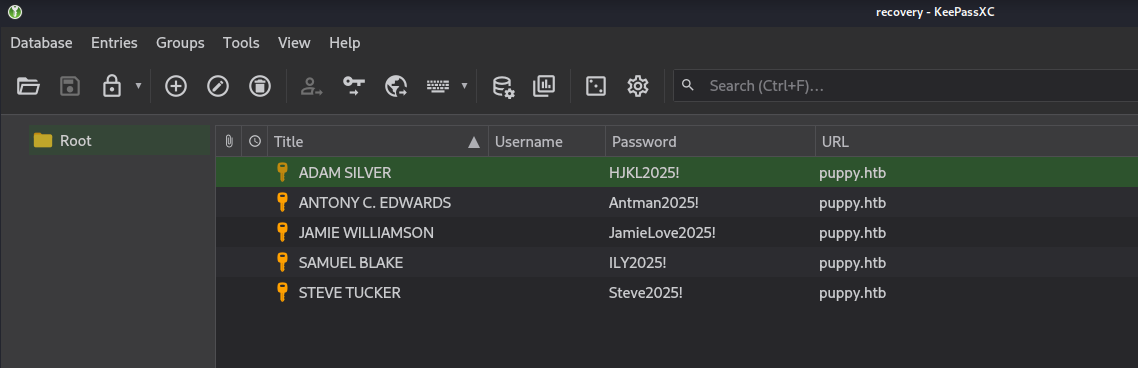 recovery - KeePassXC
Database Entries Groups Tools View Help
Search (Ctrl+F)...
Root
Title Username Password URL
ADAM SILVER HJKL2025! puppy.htb
ANTONY C. EDWARDS Antman2025! puppy.htb
JAMIE WILLIAMSON JamieLove2025! puppy.htb
SAMUEL BLAKE ILY2025! puppy.htb
STEVE TUCKER Steve2025! puppy.htb